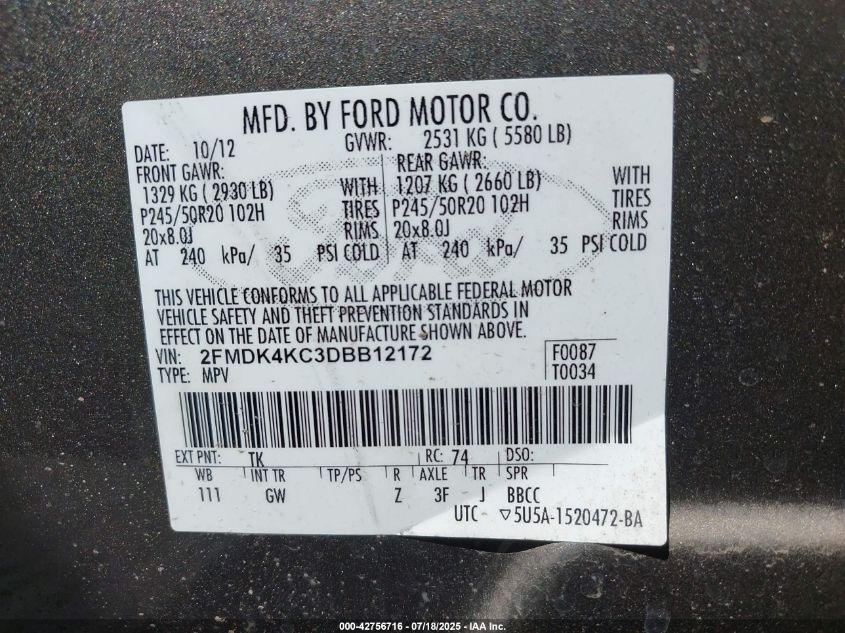 MFD. BY FORD MOTOR CO.
DATE: 10/12 GVWR: 2531 KG ( 5580 LB)
FRONT GAWR: REAR GAWR:
1329 KG ( 2930 LB) WITH 1207 KG ( 2660 LB) WITH
P245/50R20 102H TIRES P245/50R20 102H TIRES
20x8.0J RIMS 20x8.0J RIMS
AT 240 kPa/ 35 PSI COLD AT 240 kPa/ 35 PSI COLD
Ford
THIS VEHICLE CONFORMS TO ALL APPLICABLE FEDERAL MOTOR
VEHICLE SAFETY AND THEFT PREVENTION STANDARDS IN
EFFECT ON THE DATE OF MANUFACTURE SHOWN ABOVE.
VIN: 2FMDK4KC3DBB12172 F0087
TYPE: MPV T0034
EXT PNT: TK RC: 74 DSO:
WB INT TR TP/PS R AXLE TR SPR
111 GW Z 3F J BBCC
UTC ▽5U5A-1520472-BA
000-42756716 - 07/18/2025 - IAA Inc.